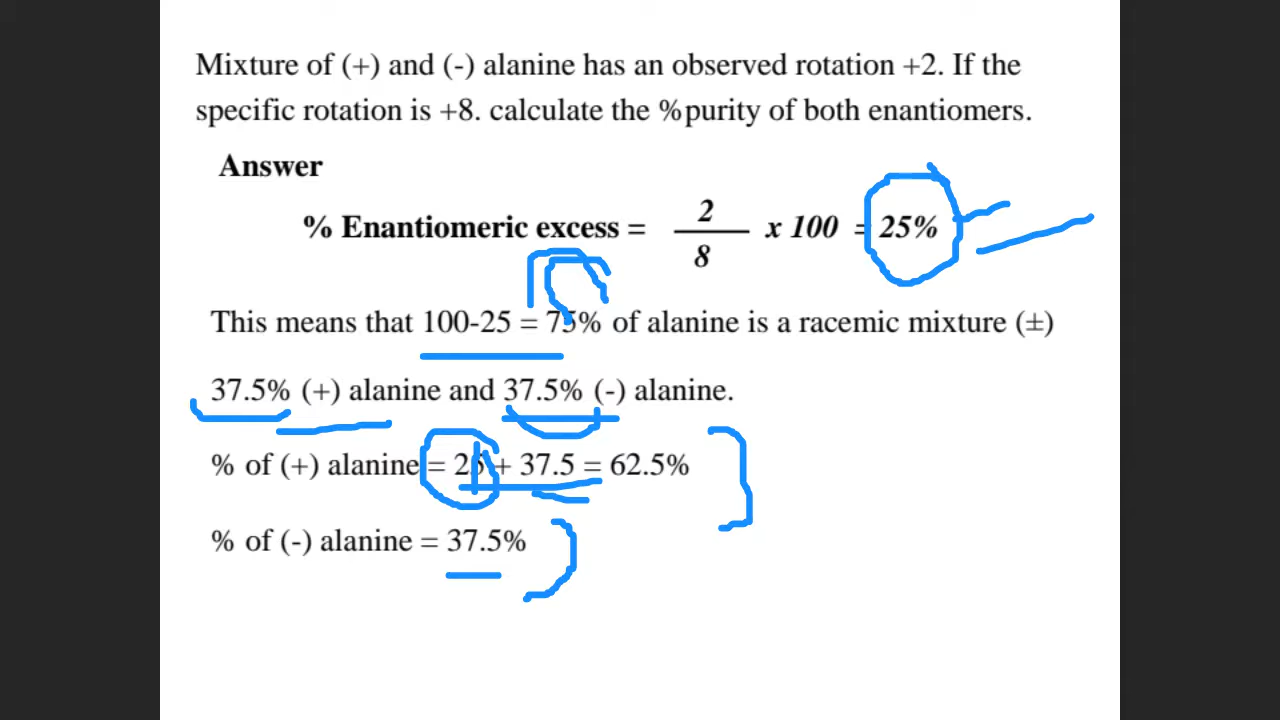 Mixture of (+) and (-) alanine has an observed rotation +2. If the
specific rotation is +8. calculate the %purity of both enantiomers.
Answer
% Enantiomeric excess = 2/8 x 100 = 25%
This means that 100-25 = 75% of alanine is a racemic mixture (±)
37.5% (+) alanine and 37.5% (-) alanine.
% of (+) alanine = 25 + 37.5 = 62.5%
% of (-) alanine = 37.5%